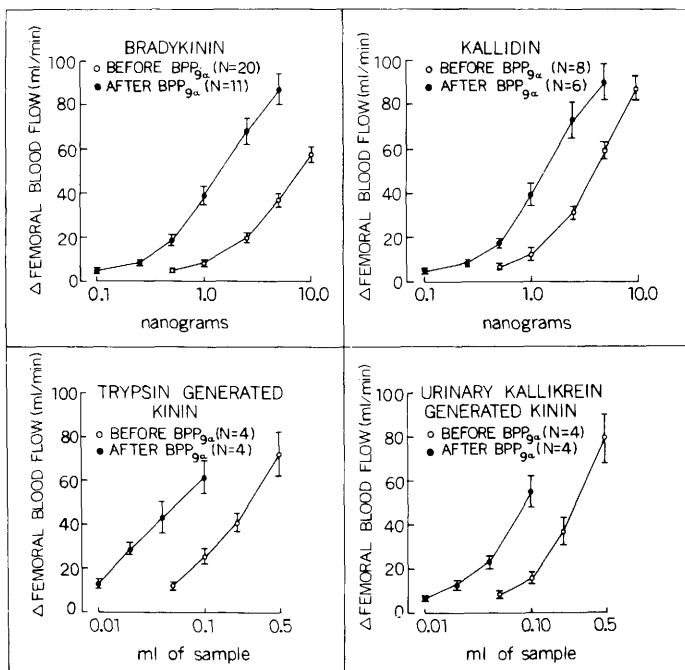 BRADYKININ
○ BEFORE BPP9α (N=20)
● AFTER BPP9α (N=11)
Δ FEMORAL BLOOD FLOW (ml/min)
100
80
60
40
20
0
0.1 1.0 10.0
nanograms
KALLIDIN
○ BEFORE BPP9α (N=8)
● AFTER BPP9α (N=6)
Δ FEMORAL BLOOD FLOW (ml/min)
100
80
60
40
20
0
0.1 1.0 10.0
nanograms
TRYPSIN GENERATED
KININ
○ BEFORE BPP9α (N=4)
● AFTER BPP9α (N=4)
Δ FEMORAL BLOOD FLOW (ml/min)
100
80
60
40
20
0
0.01 0.1 0.5
ml of sample
URINARY KALLIKREIN
GENERATED KININ
○ BEFORE BPP9α (N=4)
● AFTER BPP9α (N=4)
Δ FEMORAL BLOOD FLOW (ml/min)
100
80
60
40
20
0
0.01 0.10 0.5
ml of sample